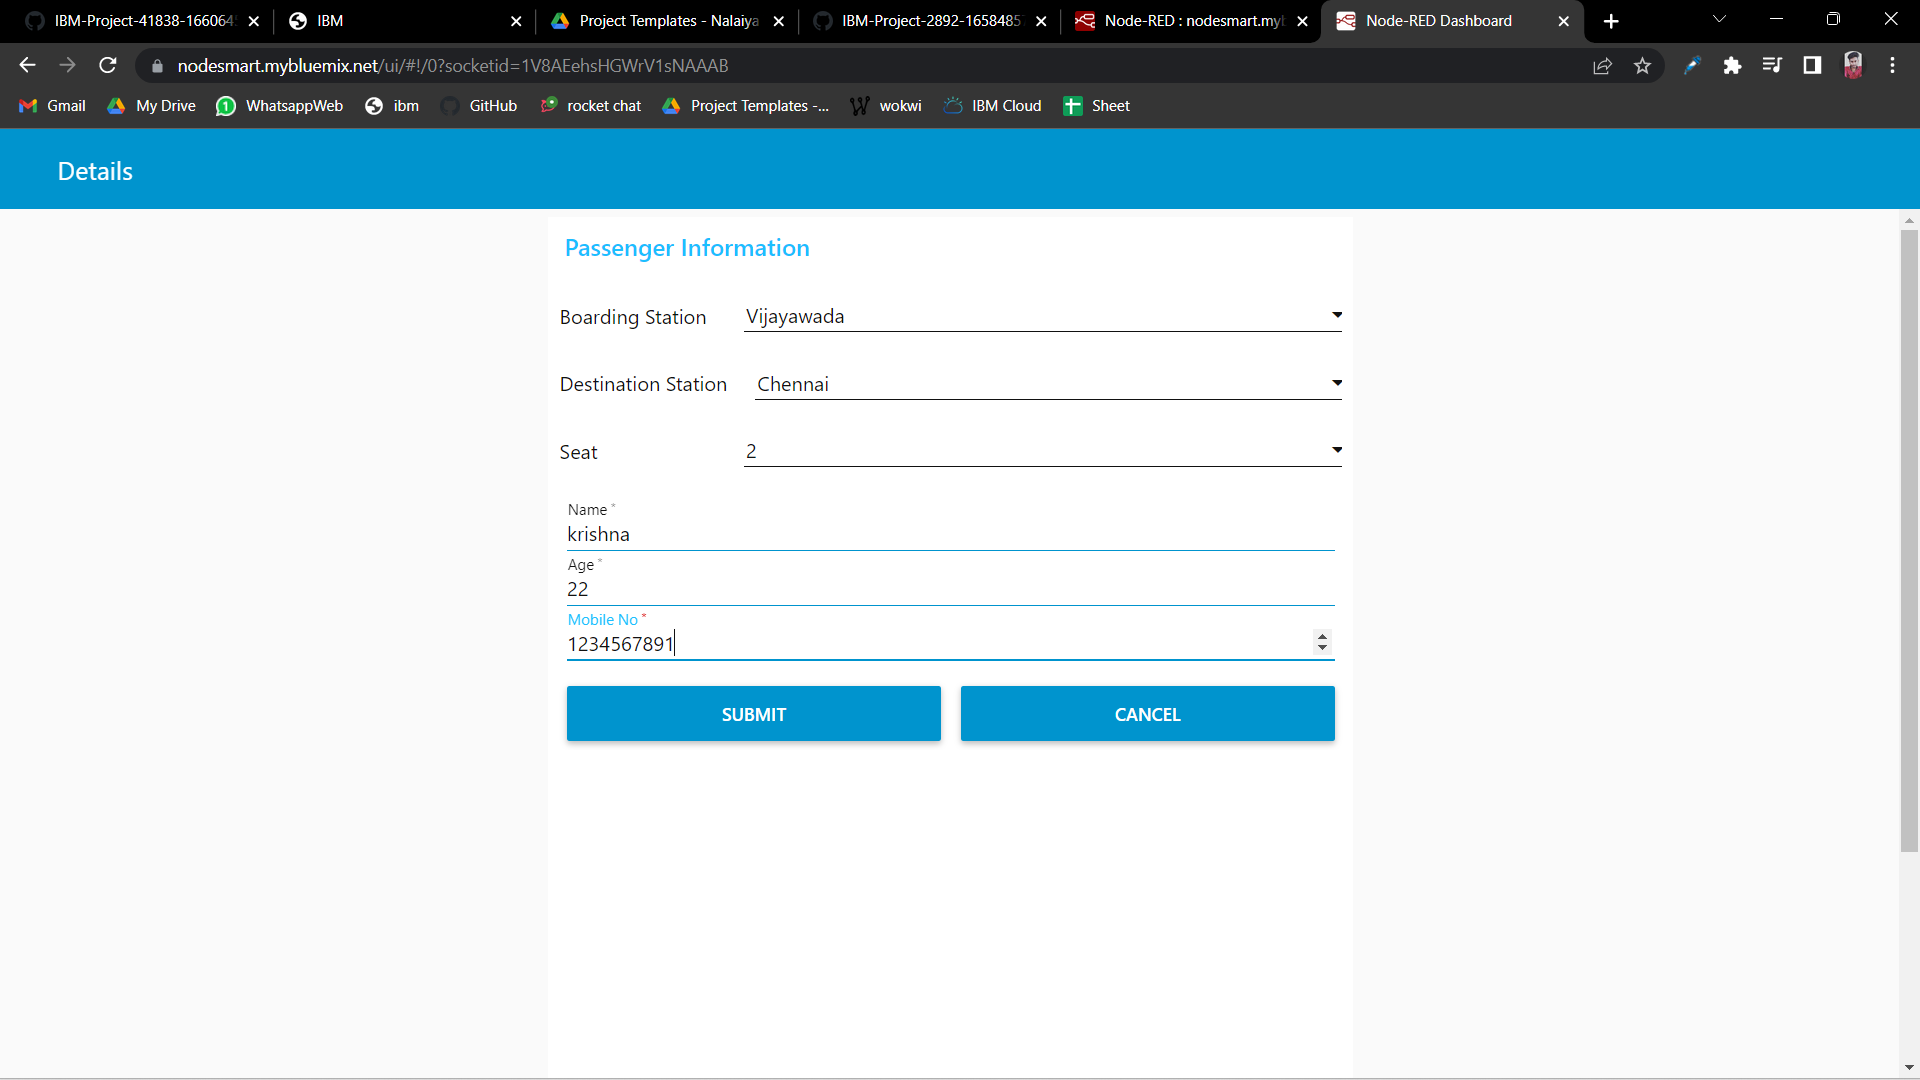 IBM-Project-41838-166064
IBM
Project Templates - Nalaiya
IBM-Project-2892-1658485
Node-RED : nodesmart.myb
Node-RED Dashboard
nodesmart.mybluemix.net/ui/#!/0?socketid=1V8AEehsHGWrV1sNAAAB
Gmail
My Drive
1
WhatsappWeb
ibm
GitHub
rocket chat
Project Templates -...
wokwi
IBM Cloud
Sheet
Details
Passenger Information
Boarding Station
Vijayawada
Destination Station
Chennai
Seat
2
Name *
krishna
Age *
22
Mobile No *
1234567891
SUBMIT
CANCEL